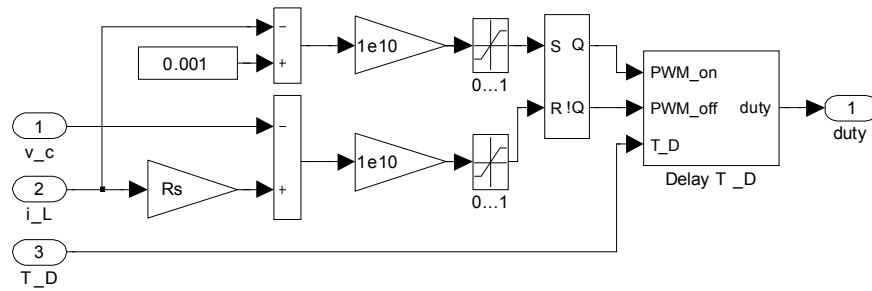 −
+
0.001
1e10
0...1
S Q
R !Q
PWM_on
PWM_off
T_D
duty
Delay T _D
1
duty
1
v_c
−
+
1e10
0...1
2
i_L
Rs
3
T _D